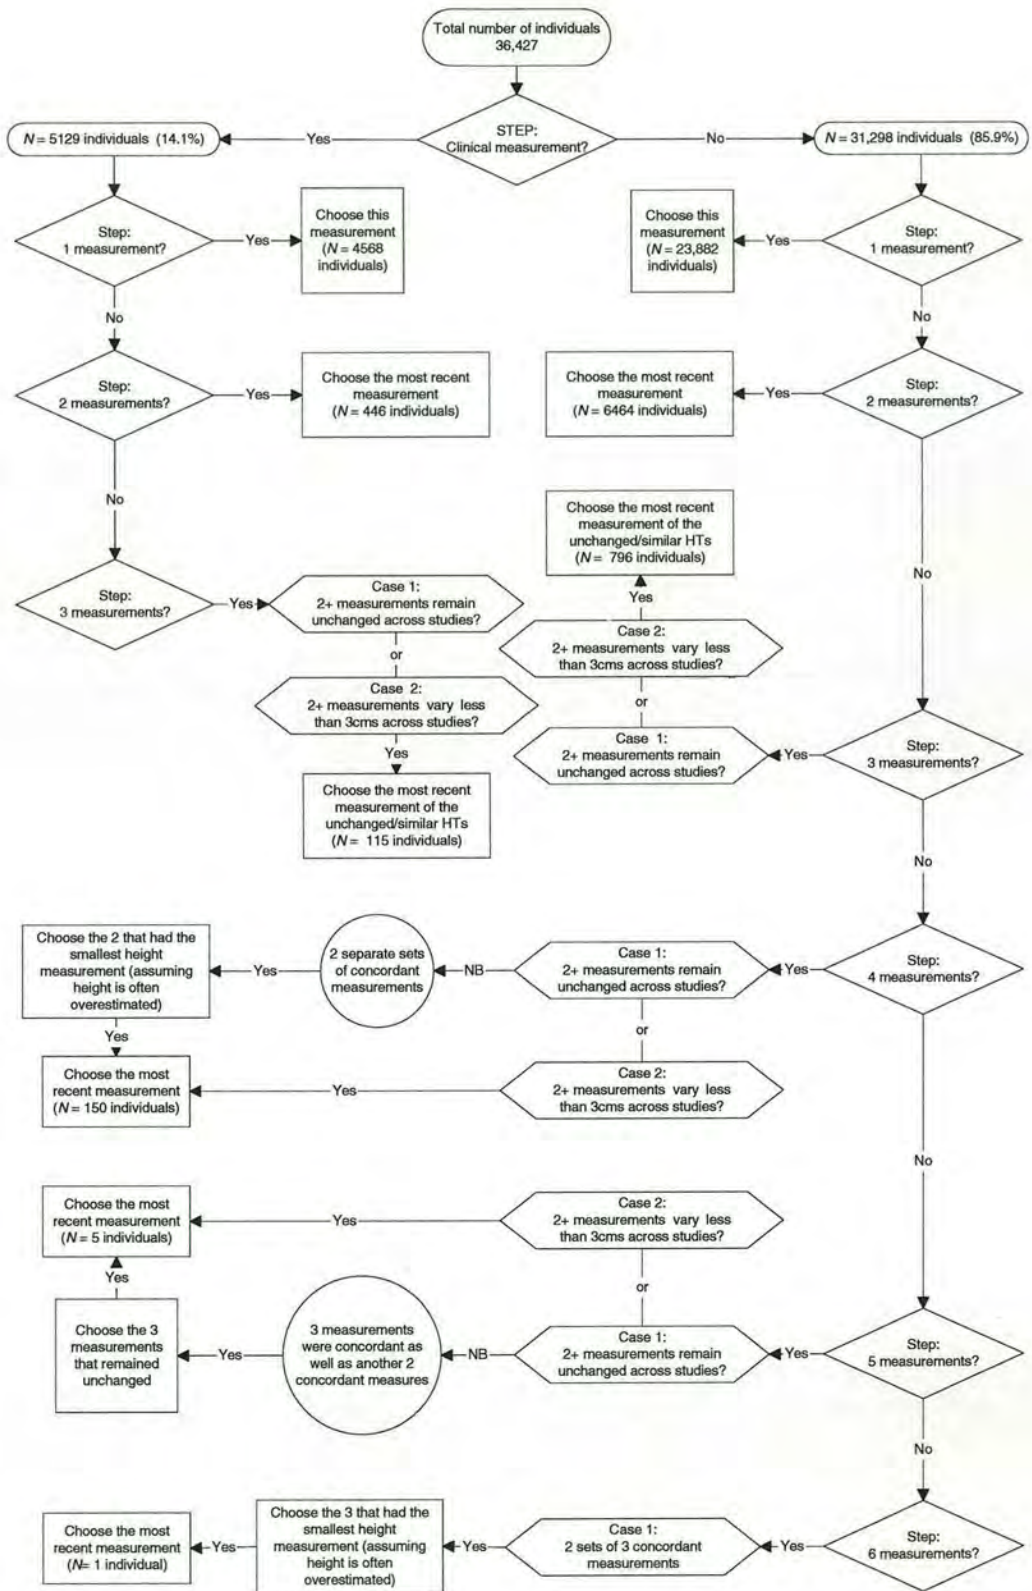 Total number of individuals
36,427
STEP:
Clinical measurement?
Yes
No
N = 5129 individuals (14.1%)
N = 31,298 individuals (85.9%)
Step:
1 measurement?
Yes
Choose this
measurement
(N = 4568
individuals)
Choose this
measurement
(N = 23,882
individuals)
Yes
Step:
1 measurement?
No
No
Step:
2 measurements?
Yes
Choose the most recent
measurement
(N = 446 individuals)
Choose the most recent
measurement
(N = 6464 individuals)
Yes
Step:
2 measurements?
No
No
Step:
3 measurements?
Yes
Case 1:
2+ measurements remain
unchanged across studies?
or
Case 2:
2+ measurements vary less
than 3cms across studies?
Yes
Choose the most recent
measurement of the
unchanged/similar HTs
(N = 115 individuals)
Choose the most recent
measurement of the
unchanged/similar HTs
(N = 796 individuals)
Yes
Case 2:
2+ measurements vary less
than 3cms across studies?
or
Case 1:
2+ measurements remain
unchanged across studies?
Yes
Step:
3 measurements?
No
Choose the 2 that had the
smallest height
measurement (assuming
height is often
overestimated)
Yes
2 separate sets
of concordant
measurements
NB
Case 1:
2+ measurements remain
unchanged across studies?
Yes
Step:
4 measurements?
or
Yes
Choose the most
recent measurement
(N = 150 individuals)
Yes
Case 2:
2+ measurements vary less
than 3cms across studies?
No
Choose the most
recent measurement
(N = 5 individuals)
Yes
Case 2:
2+ measurements vary less
than 3cms across studies?
Yes
or
Choose the 3
measurements
that remained
unchanged
Yes
3 measurements
were concordant as
well as another 2
concordant measures
NB
Case 1:
2+ measurements remain
unchanged across studies?
Yes
Step:
5 measurements?
No
Choose the most
recent measurement
(N= 1 individual)
Yes
Choose the 3 that had the
smallest height
measurement (assuming
height is often
overestimated)
Yes
Case 1:
2 sets of 3 concordant
measurements
Yes
Step:
6 measurements?